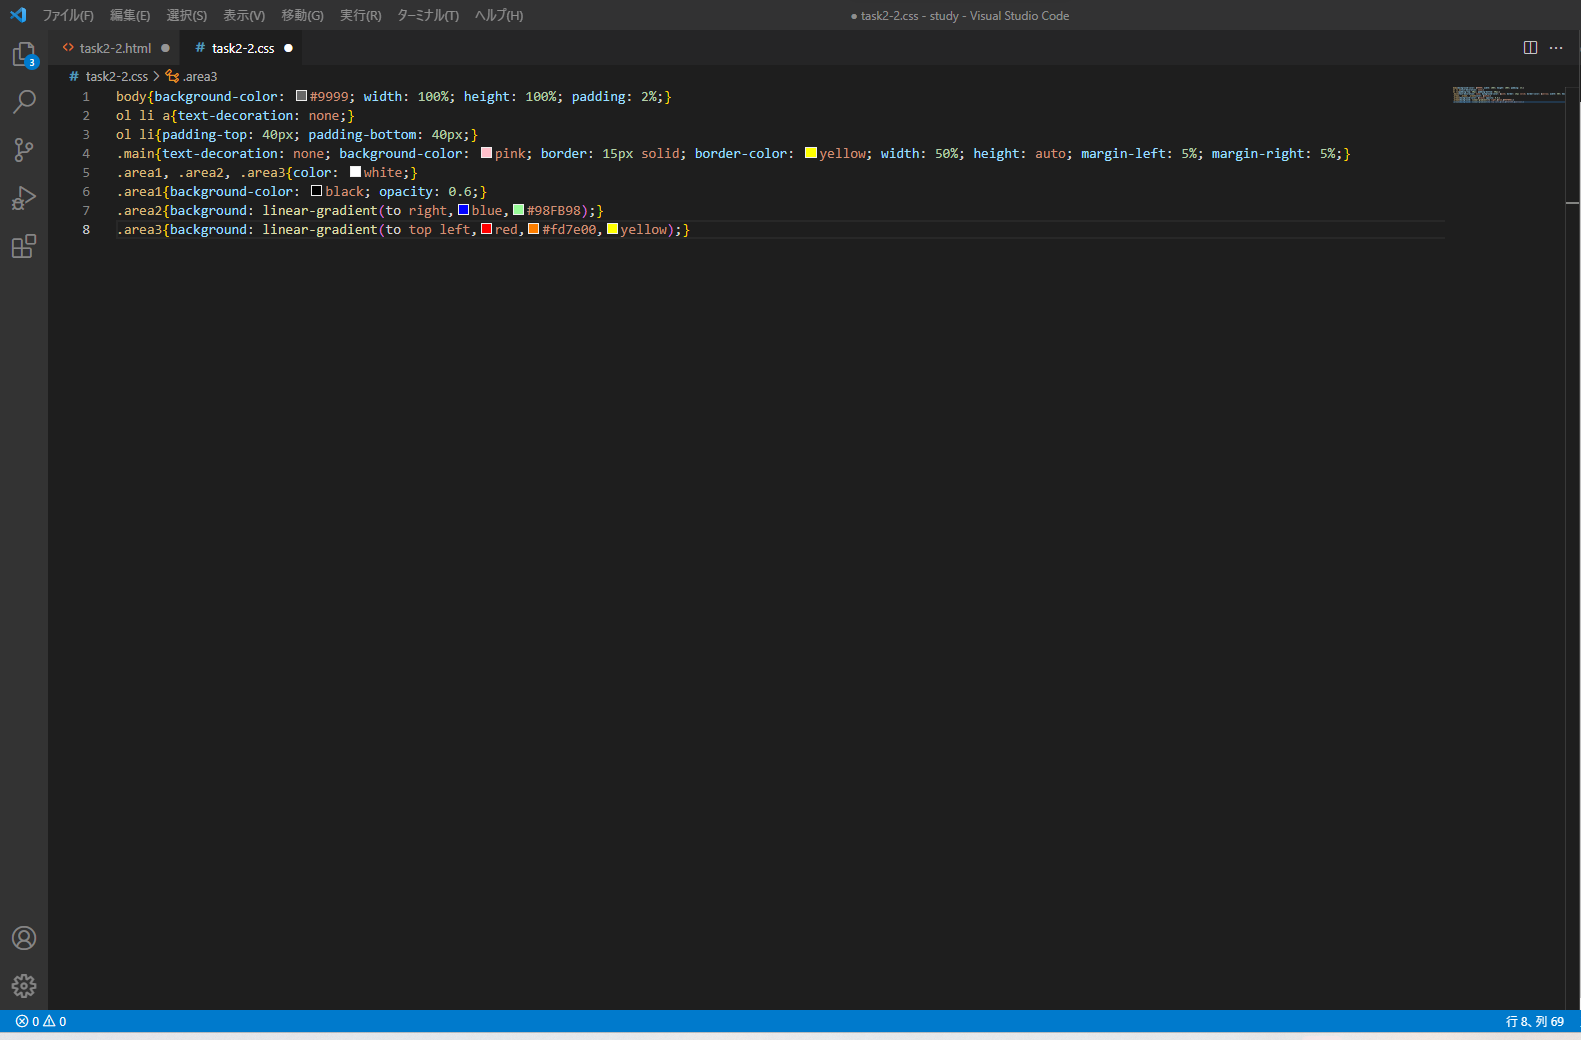 ファイル(F) 編集(E) 選択(S) 表示(V) 移動(G) 実行(R) ターミナル(T) ヘルプ(H) ● task2-2.css - study - Visual Studio Code
3
<> task2-2.html ● # task2-2.css ●
# task2-2.css > .area3
1 body{background-color: #9999; width: 100%; height: 100%; padding: 2%;}
2 ol li a{text-decoration: none;}
3 ol li{padding-top: 40px; padding-bottom: 40px;}
4 .main{text-decoration: none; background-color: pink; border: 15px solid; border-color: yellow; width: 50%; height: auto; margin-left: 5%; margin-right: 5%;}
5 .area1, .area2, .area3{color: white;}
6 .area1{background-color: black; opacity: 0.6;}
7 .area2{background: linear-gradient(to right,blue,#98FB98);}
8 .area3{background: linear-gradient(to top left,red,#fd7e00,yellow);}
0 0 行 8、列 69